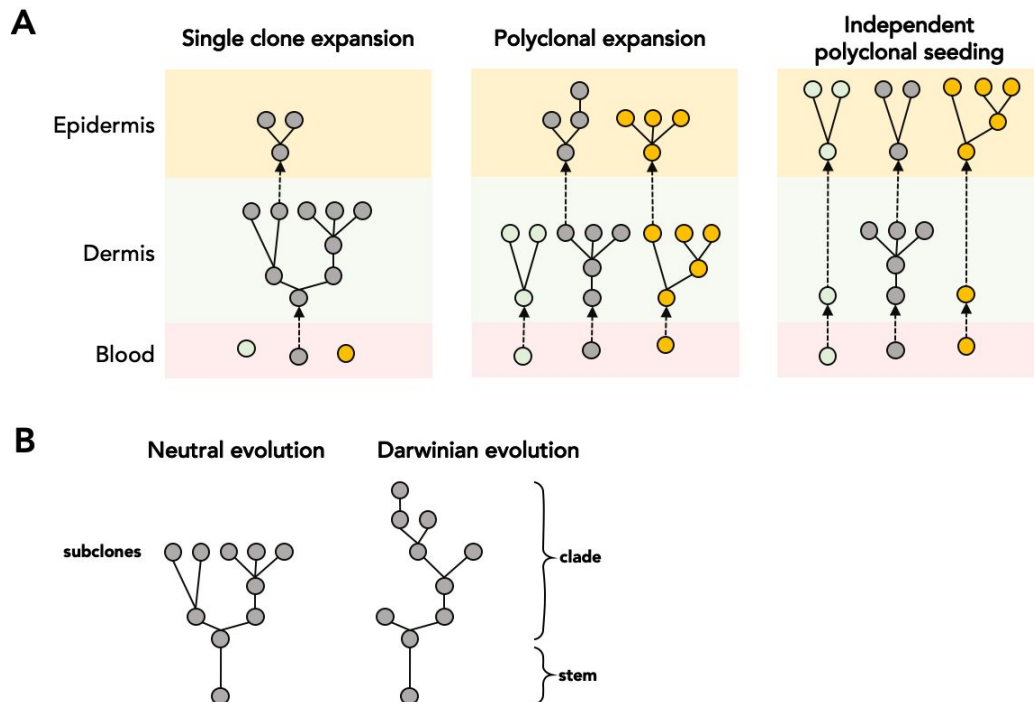 A
Single clone expansion
Polyclonal expansion
Independent
polyclonal seeding
Epidermis
Dermis
Blood
B
Neutral evolution
Darwinian evolution
subclones
clade
stem